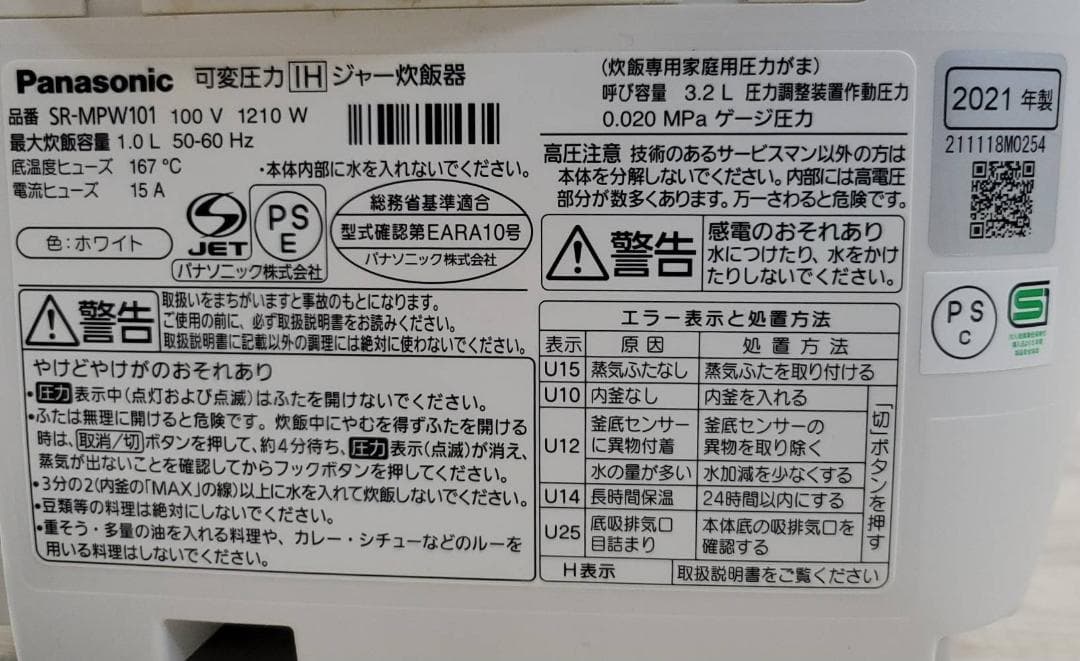 Panasonic 可変圧力IHジャー炊飯器
品番 SR-MPW101 100 V 1210 W
最大炊飯容量 1.0 L 50-60 Hz
底温度ヒューズ 167 ℃
電流ヒューズ 15 A
・本体内部に水を入れないでください。
色:ホワイト
JET
PS
E
パナソニック株式会社
総務省基準適合
型式確認第EARA10号
パナソニック株式会社
警告
取扱いをまちがいますと事故のもとになります。
ご使用の前に、必ず取扱説明書をお読みください。
取扱説明書に記載以外の調理には絶対に使わないでください。
やけどやけがのおそれあり
・圧力表示中(点灯および点滅)はふたを開けないでください。
・ふたは無理に開けると危険です。炊飯中にやむを得ずふたを開ける
時は、取消/切ボタンを押して、約4分待ち、圧力表示(点滅)が消え、
蒸気が出ないことを確認してからフックボタンを押してください。
・3分の2(内釜の「MAX」の線)以上に水を入れて炊飯しないでください。
・豆類等の料理は絶対にしないでください。
・重そう・多量の油を入れる料理や、カレー・シチューなどのルーを
用いる料理はしないでください。
(炊飯専用家庭用圧力がま)
呼び容量 3.2 L 圧力調整装置作動圧力
0.020 MPa ゲージ圧力
高圧注意 技術のあるサービスマン以外の方は
本体を分解しないでください。内部には高電圧
部分が数多くあります。万一さわると危険です。
警告
感電のおそれあり
水につけたり、水をかけ
たりしないでください。
エラー表示と処置方法
表示 原因 処置方法
U15 蒸気ふたなし 蒸気ふたを取り付ける
U10 内釜なし 内釜を入れる
U12 釜底センサーに異物付着 釜底センサーの異物を取り除く
水の量が多い 水加減を少なくする
U14 長時間保温 24時間以内にする
U25 底吸排気口目詰まり 本体底の吸排気口を確認する
「切」ボタンを押す
H表示 取扱説明書をご覧ください
2021年製
211118M0254
PS
C